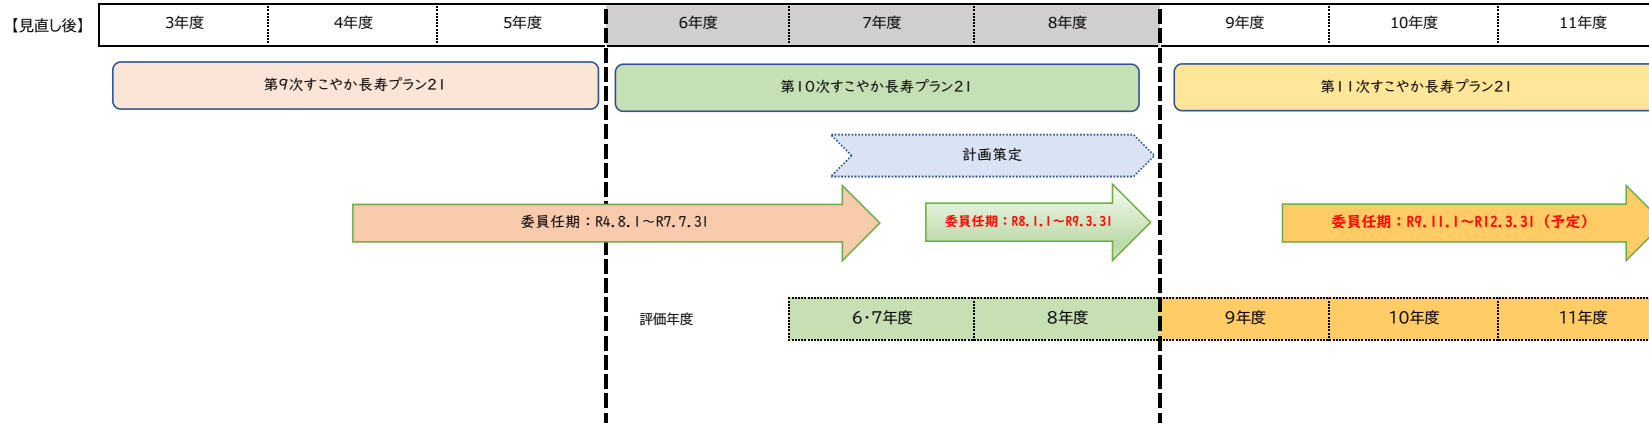 【見直し後】 3年度 4年度 5年度 6年度 7年度 8年度 9年度 10年度 11年度
第9次すこやか長寿プラン21 第10次すこやか長寿プラン21 第11次すこやか長寿プラン21
計画策定
委員任期：R4.8.1～R7.7.31 委員任期：R8.1.1～R9.3.31 委員任期：R9.11.1～R12.3.31（予定）
評価年度 6・7年度 8年度 9年度 10年度 11年度